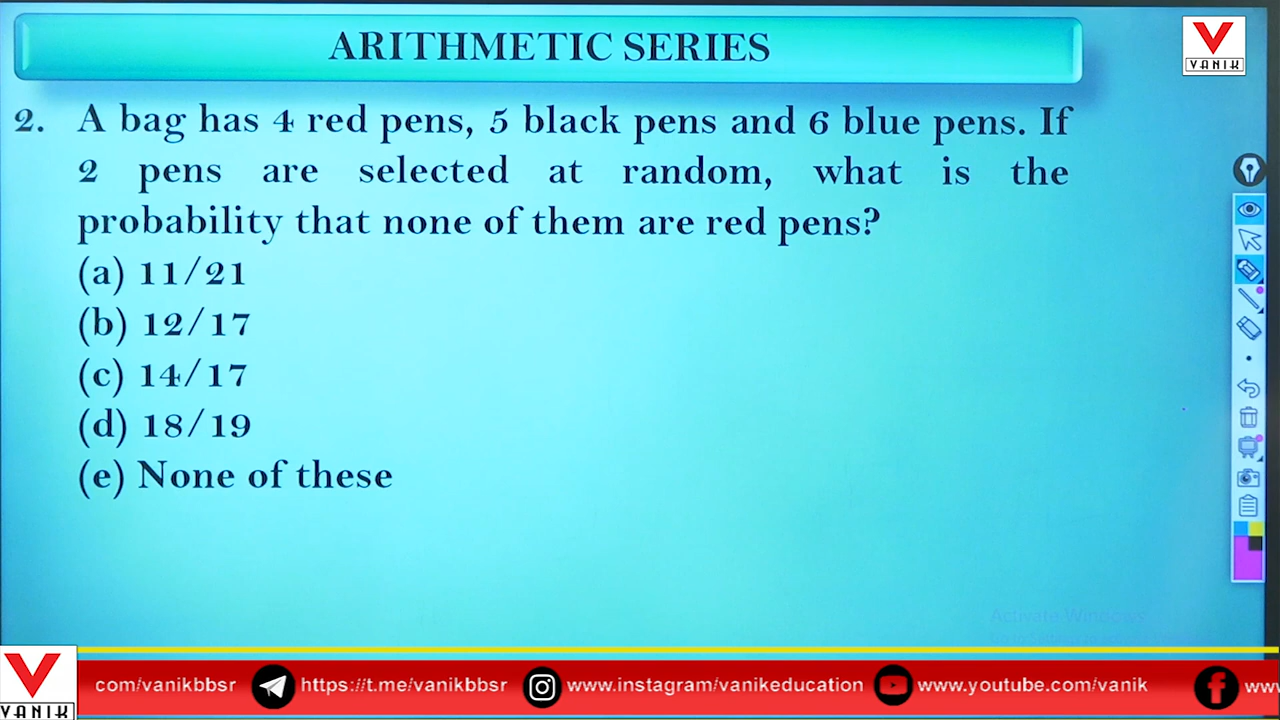 ARITHMETIC SERIES
VANIK
2. A bag has 4 red pens, 5 black pens and 6 blue pens. If
2 pens are selected at random, what is the
probability that none of them are red pens?
(a) 11/21
(b) 12/17
(c) 14/17
(d) 18/19
(e) None of these
Activate Windows
VANIK
com/vanikbbsr
https://t.me/vanikbbsr
www.instagram/vanikeducation
www.youtube.com/vanik
ww